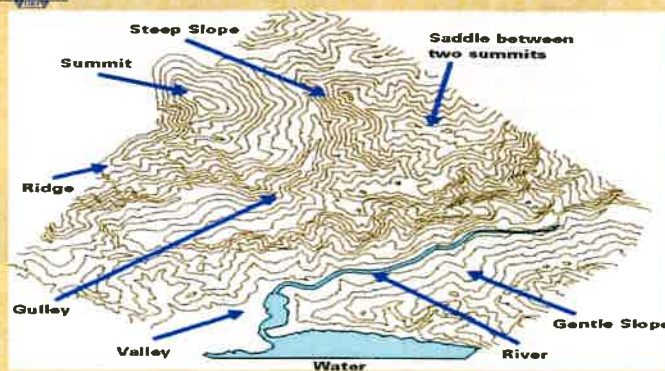 Steep Slope
Saddle between
two summits
Summit
Ridge
Gulley
Valley
Water
River
Gentle Slope